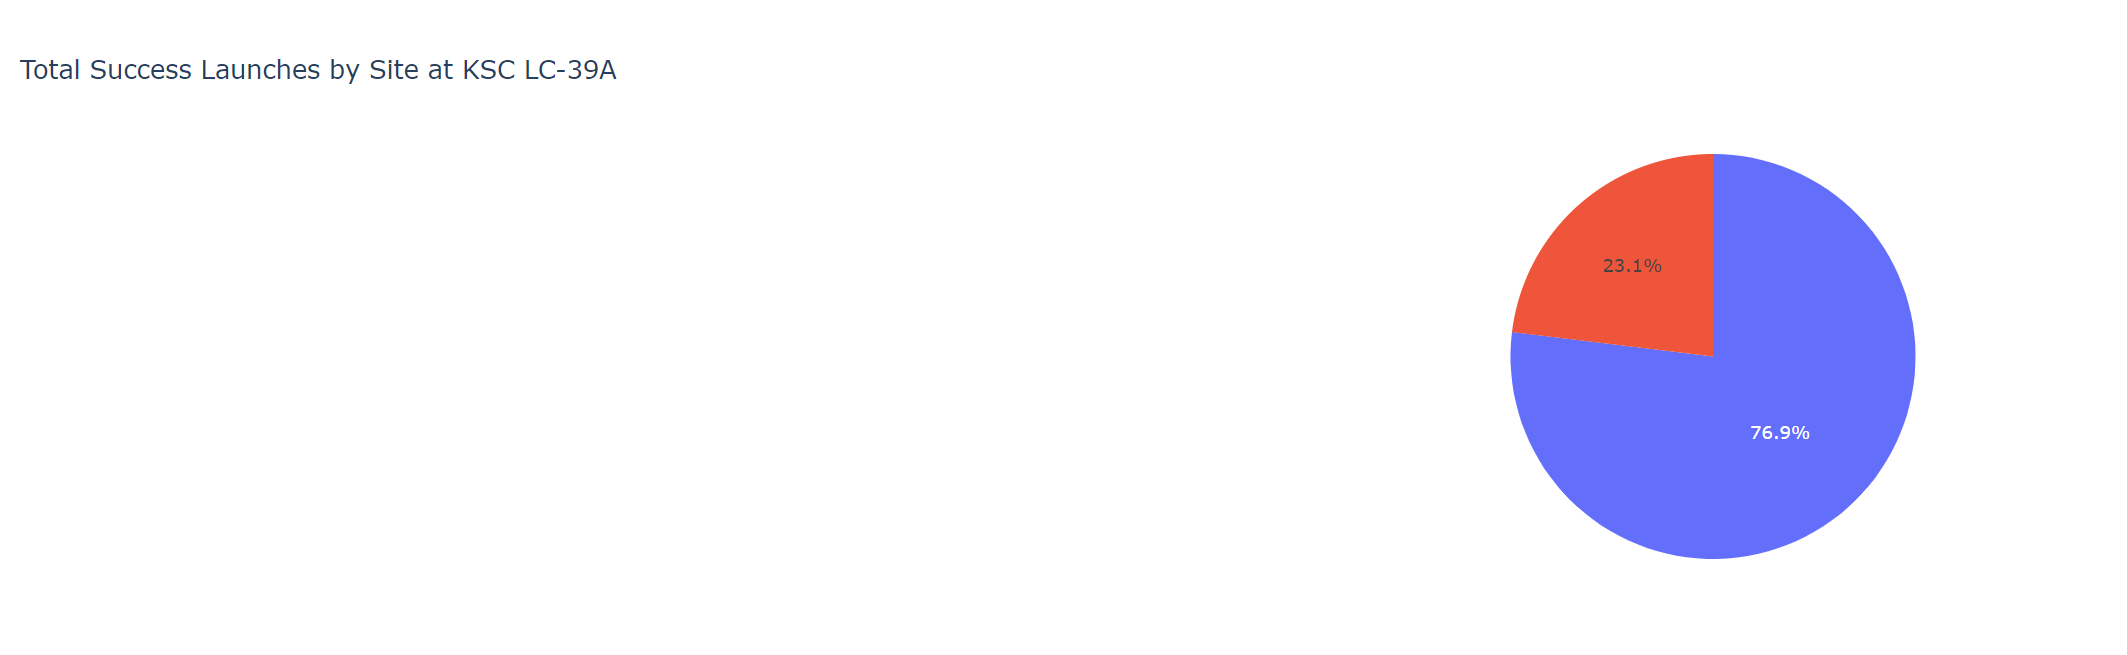 Total Success Launches by Site at KSC LC-39A
23.1%
76.9%